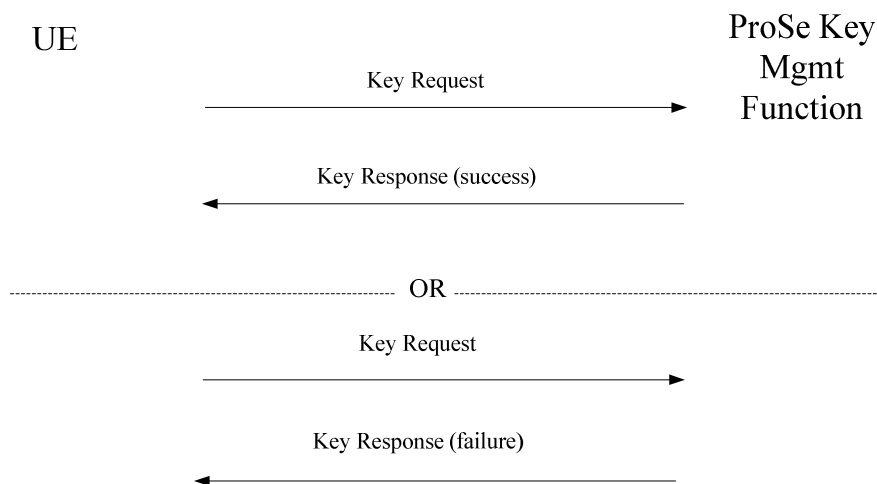 UE
ProSe Key
Mgmt
Function
Key Request
Key Response (success)
OR
Key Request
Key Response (failure)